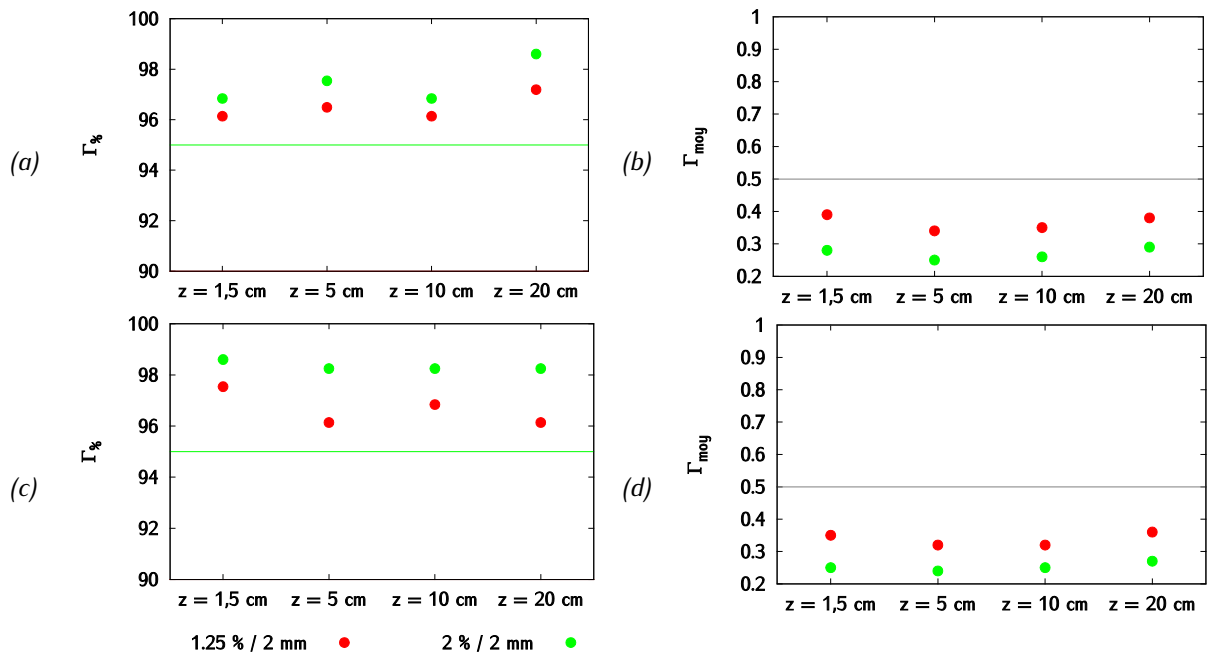 (a)
Γ%
100
98
96
94
92
90
z = 1,5 cm z = 5 cm z = 10 cm z = 20 cm
(b)
Γmoy
1
0.9
0.8
0.7
0.6
0.5
0.4
0.3
0.2
z = 1,5 cm z = 5 cm z = 10 cm z = 20 cm
(c)
Γ%
100
98
96
94
92
90
z = 1,5 cm z = 5 cm z = 10 cm z = 20 cm
(d)
Γmoy
1
0.9
0.8
0.7
0.6
0.5
0.4
0.3
0.2
z = 1,5 cm z = 5 cm z = 10 cm z = 20 cm
1.25 % / 2 mm 2 % / 2 mm